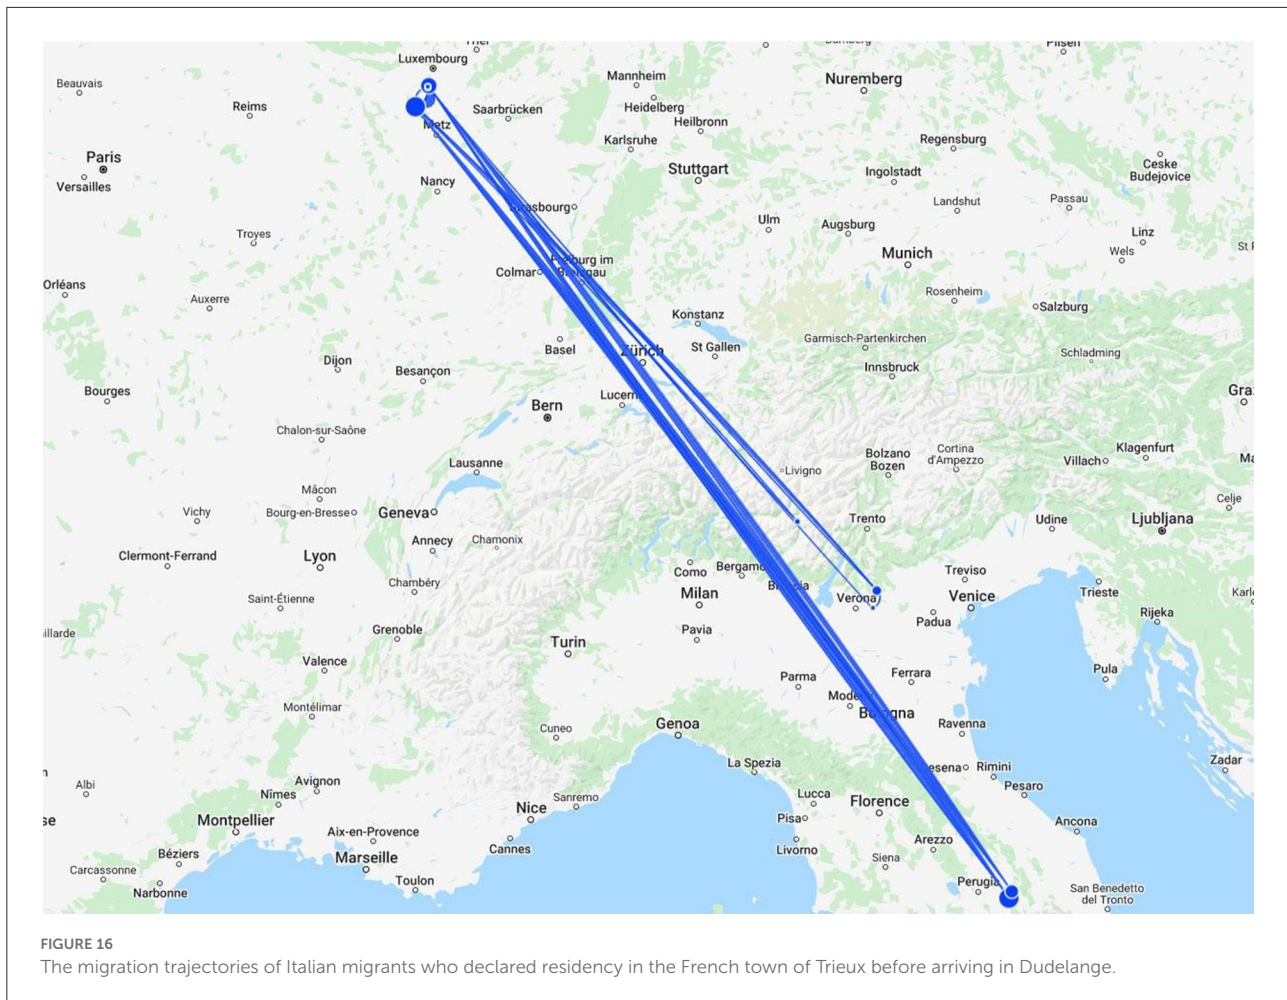 Luxembourg
Beauvais
Mannheim
Nuremberg
Reims
Saarbrücken
Heidelberg
Heilbronn
Metz
Karlsruhe
Regensburg
Paris
Versailles
Stuttgart
Ingolstadt
Ceske
Budejovice
Nancy
Landshut
Passau
Troyes
Ulm
Augsburg
Linz
Wels
Munich
Colmar
Orléans
Auxerre
Rosenheim
Salzburg
Konstanz
Garmisch-Partenkirchen
Basel
Zürich
St Gallen
Schladming
Dijon
Besançon
Innsbruck
Bourges
Bern
Chalon-sur-Saône
Lausanne
Livigno
Bolzano
Bozen
Cortina
d'Ampezzo
Klagenfurt
Villach
Mâcon
Bourg-en-Bresse
Geneva
Vichy
Celje
Trento
Udine
Ljubljana
Annecy
Chamonix
Clermont-Ferrand
Lyon
Como
Treviso
Chambéry
Milan
Verona
Venice
Trieste
Saint-Étienne
Padua
Rijeka
Grenoble
Turin
Pavia
Valence
Parma
Ferrara
Pula
Montélimar
Genoa
Ravenna
Cuneo
La Spezia
Rimini
Zadar
Albi
Avignon
Nîmes
Sanremo
Nice
Lucca
Florence
Pesaro
Montpellier
Aix-en-Provence
Cannes
Pisa
Ancona
Marseille
Livorno
Arezzo
Béziers
Siena
Carcassonne
Toulon
Perugia
San Benedetto
del Tronto
Narbonne
FIGURE 16
The migration trajectories of Italian migrants who declared residency in the French town of Trieux before arriving in Dudelange.